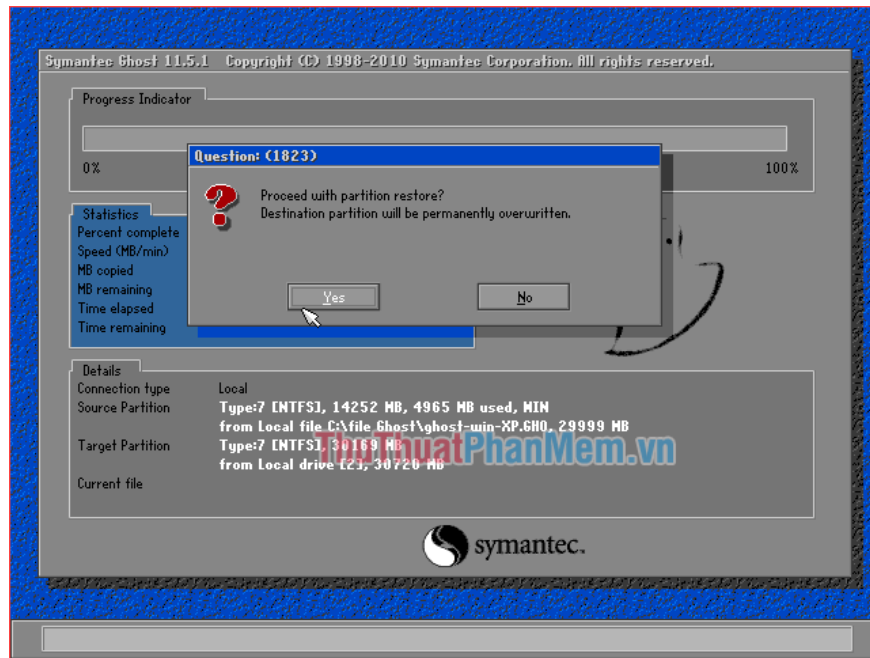 Symantec Ghost 11.5.1 Copyright (C) 1998-2010 Symantec Corporation. All rights reserved.
Progress Indicator
0%
100%
Question: (1823)
?
Proceed with partition restore?
Destination partition will be permanently overwritten.
Yes
No
Statistics
Percent complete
Speed (MB/min)
MB copied
MB remaining
Time elapsed
Time remaining
Details
Connection type Local
Source Partition Type:7 [NTFS], 14252 MB, 4965 MB used, WIN
from Local file C:\file Ghost\ghost-win-XP.GHO, 29999 MB
Target Partition Type:7 [NTFS], 30169 MB
from Local drive [2], 30720 MB
ThuThuatPhanMem.vn
Current file
symantec.